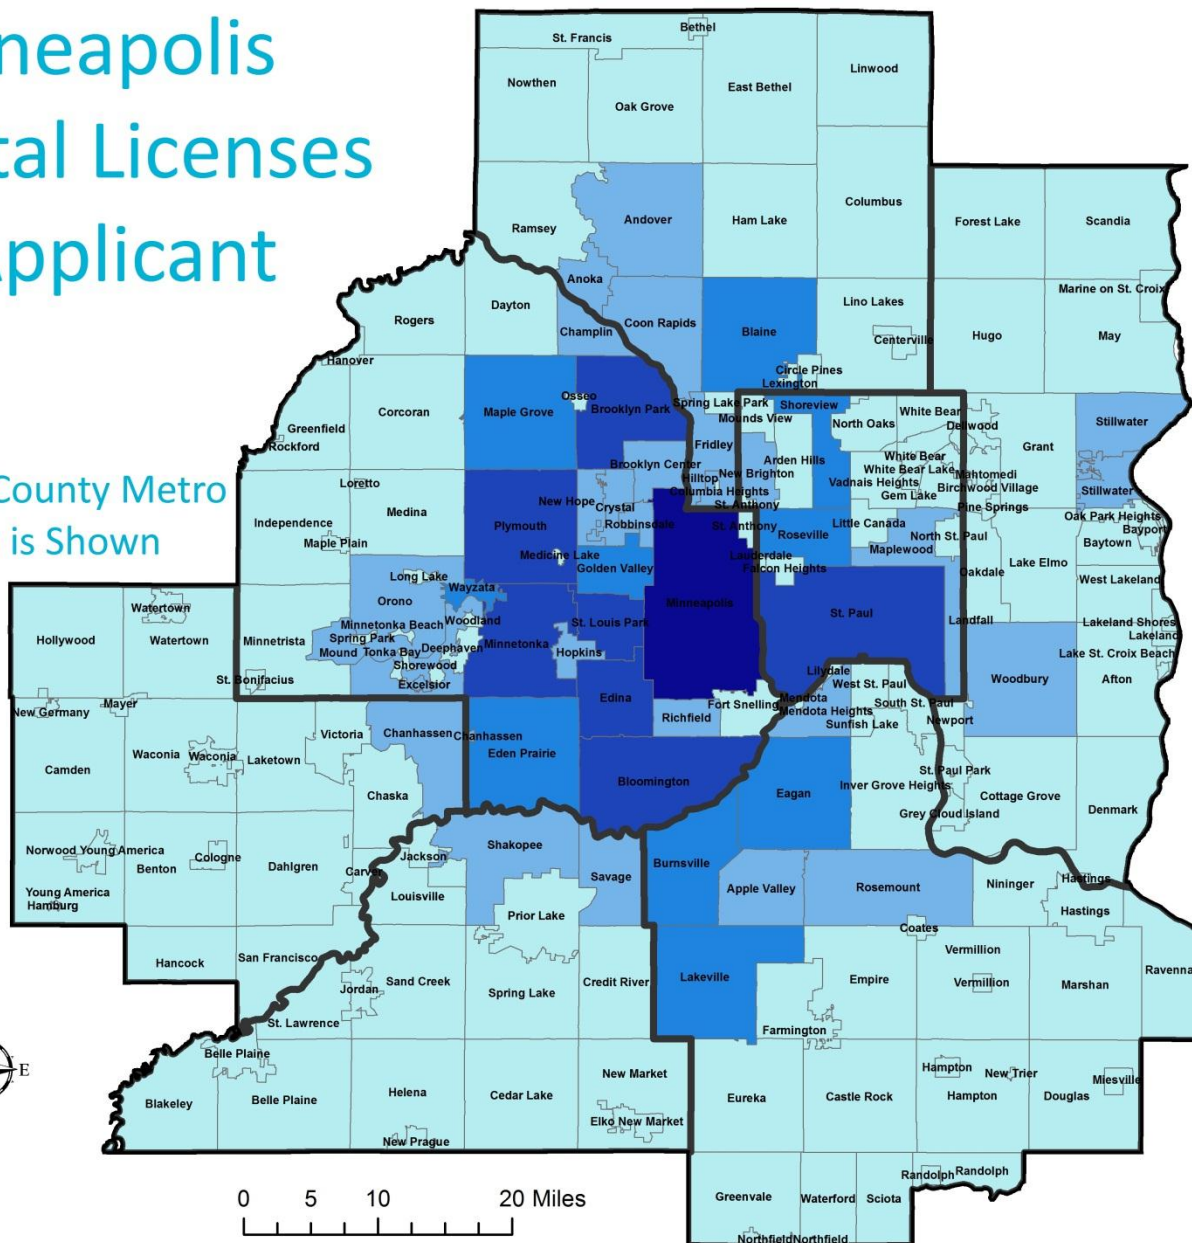 neapolis
tal Licenses
Applicant
County Metro
is Shown
St. Francis
Bethel
Nowthen
Oak Grove
East Bethel
Linwood
Ramsey
Andover
Ham Lake
Columbus
Forest Lake
Scandia
Anoka
Dayton
Rogers
Champlin
Coon Rapids
Blaine
Lino Lakes
Centerville
Marine on St. Croix
Hugo
May
Hanover
Circle Pines
Lexington
Corcoran
Maple Grove
Osseo
Brooklyn Park
Spring Lake Park
Mounds View
Shoreview
North Oaks
White Bear
Dellwood
Grant
Stillwater
Greenfield
Rockford
Fridley
Brooklyn Center
Hilltop
New Brighton
Arden Hills
White Bear
White Bear Lake
Vadnais Heights
Gem Lake
Mahtomedi
Birchwood Village
Pine Springs
Stillwater
Loretto
Medina
Independence
Maple Plain
Plymouth
New Hope
Crystal
Robbinsdale
Columbia Heights
St. Anthony
St. Anthony
Roseville
Little Canada
Maplewood
North St. Paul
Oak Park Heights
Bayport
Baytown
Medicine Lake
Golden Valley
Lauderdale
Falcon Heights
Oakdale
Lake Elmo
West Lakeland
Long Lake
Wayzata
Orono
Minnetonka Beach
Woodland
Spring Park
Mound
Tonka Bay
Deephaven
Shorewood
Excelsior
Minnetrista
St. Bonifacius
Minnetonka
St. Louis Park
Hopkins
Minneapolis
St. Paul
Landfall
Lakeland Shores
Lakeland
Lake St. Croix Beach
Afton
Woodbury
Hollywood
Watertown
Watertown
New Germany
Mayer
Edina
Richfield
Fort Snelling
Lilydale
Mendota
Mendota Heights
West St. Paul
South St. Paul
Sunfish Lake
Newport
Camden
Waconia
Waconia
Laketown
Victoria
Chanhassen
Chanhassen
Eden Prairie
Bloomington
Eagan
Inver Grove Heights
St. Paul Park
Grey Cloud Island
Cottage Grove
Denmark
Chaska
Norwood Young America
Young America
Hamburg
Benton
Cologne
Dahlgren
Carver
Jackson
Louisville
Shakopee
Savage
Burnsville
Apple Valley
Rosemount
Nininger
Hastings
Hastings
Prior Lake
Coates
Hancock
San Francisco
Jordan
Sand Creek
St. Lawrence
Spring Lake
Credit River
Lakeville
Farmington
Empire
Vermillion
Vermillion
Marshan
Ravenna
Belle Plaine
Blakeley
Belle Plaine
Helena
New Prague
Cedar Lake
New Market
Elko New Market
Eureka
Castle Rock
Hampton
Hampton
New Trier
Douglas
Miesville
Greenvale
Waterford
Sciota
Randolph
Randolph
Northfield
Northfield
E
0 5 10 20 Miles